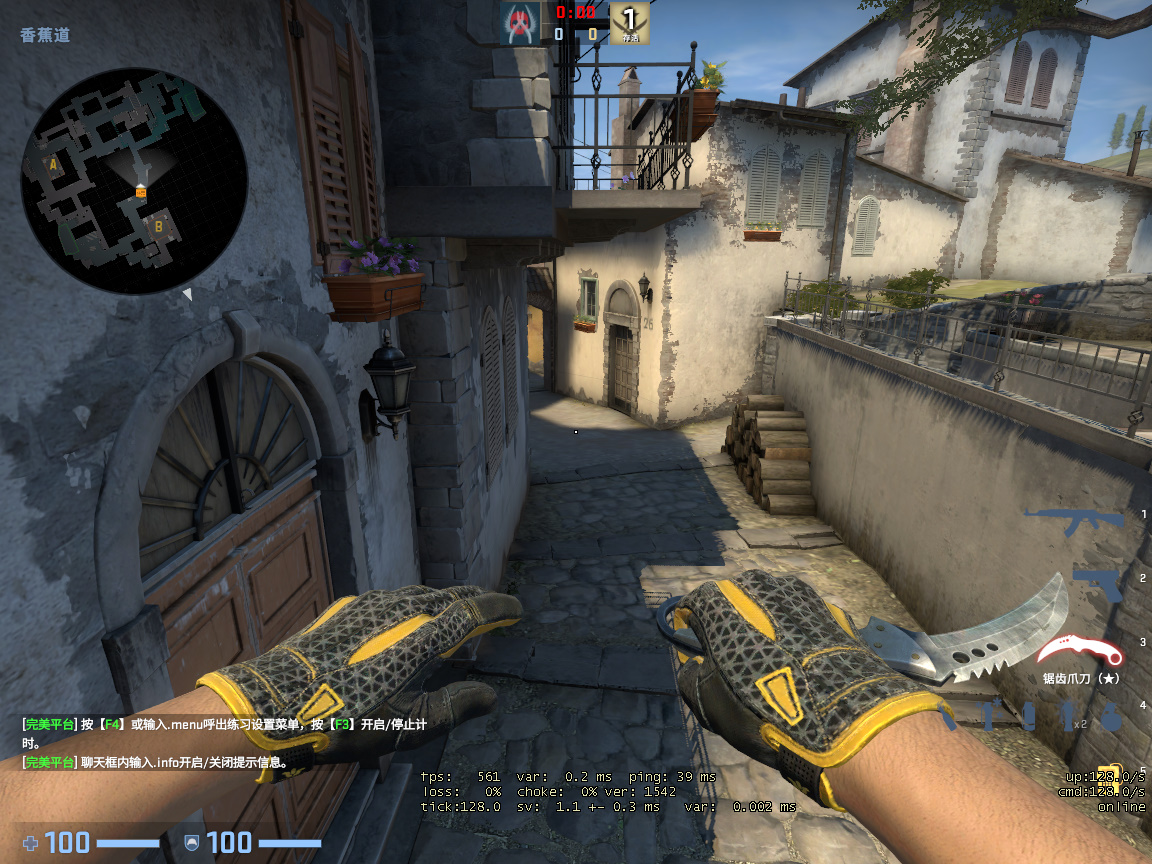 香蕉道
0:00
0 0
1
存活
A
B
26
1
2
3
锯齿爪刀（★）
4
x2
5
[完美平台] 按【F4】或输入.menu呼出练习设置菜单，按【F3】开启/停止计
时。
[完美平台] 聊天框内输入.info开启/关闭提示信息。
fps: 561 var: 0.2 ms ping: 39 ms
loss: 0% choke: 0% ver: 1542
tick:128.0 sv: 1.1 +- 0.3 ms var: 0.002 ms
up:128.0/s
cmd:128.0/s
online
100
100